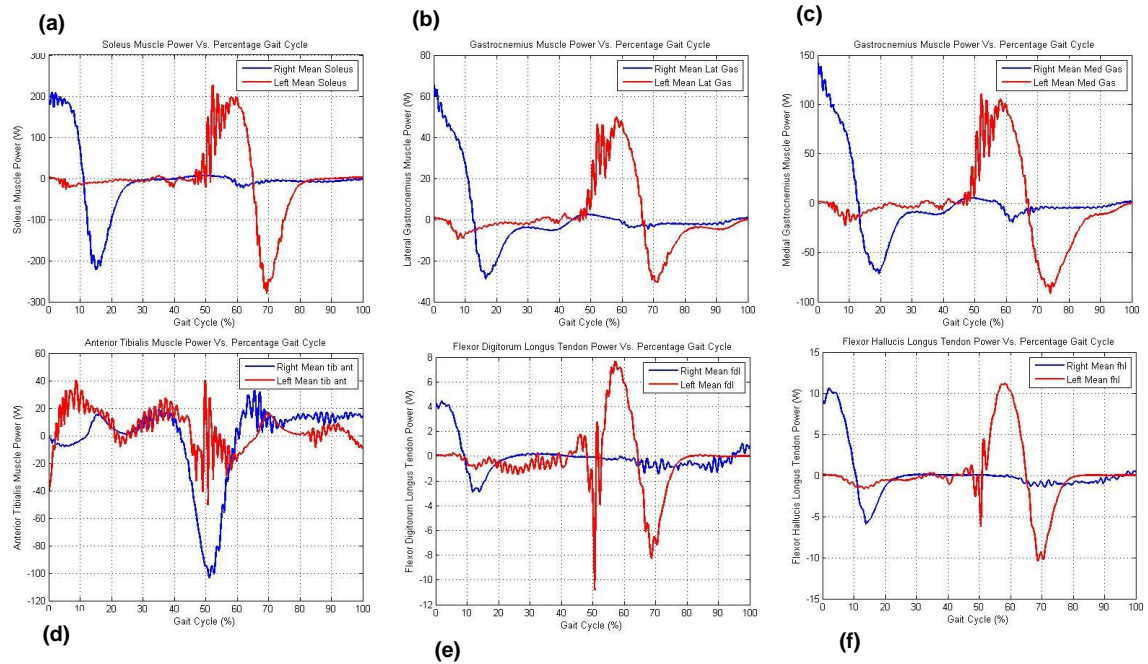 (a)
(b)
(c)
Soleus Muscle Power Vs. Percentage Gait Cycle
Right Mean Soleus
Left Mean Soleus
300
200
100
0
-100
-200
-300
Soleus Muscle Power (W)
0 10 20 30 40 50 60 70 80 90 100
Gait Cycle (%)
Gastrocnemius Muscle Power Vs. Percentage Gait Cycle
Right Mean Lat Gas
Left Mean Lat Gas
80
60
40
20
0
-20
-40
Lateral Gastrocnemius Muscle Power (W)
0 10 20 30 40 50 60 70 80 90 100
Gait Cycle (%)
Gastrocnemius Muscle Power Vs. Percentage Gait Cycle
Right Mean Med Gas
Left Mean Med Gas
150
100
50
0
-50
-100
Medial Gastrocnemius Muscle Power (W)
0 10 20 30 40 50 60 70 80 90 100
Gait Cycle (%)
Anterior Tibialis Muscle Power Vs. Percentage Gait Cycle
Right Mean tib ant
Left Mean tib ant
60
40
20
0
-20
-40
-60
-80
-100
-120
Anterior Tibialis Muscle Power (W)
0 10 20 30 40 50 60 70 80 90 100
Gait Cycle (%)
Flexor Digitorum Longus Tendon Power Vs. Percentage Gait Cycle
Right Mean fdl
Left Mean fdl
8
6
4
2
0
-2
-4
-6
-8
-10
-12
Flexor Digitorum Longus Tendon Power (W)
0 10 20 30 40 50 60 70 80 90 100
Gait Cycle (%)
Flexor Hallucis Longus Tendon Power Vs. Percentage Gait Cycle
Right Mean fhl
Left Mean fhl
15
10
5
0
-5
-10
-15
Flexor Hallucis Longus Tendon Power (W)
0 10 20 30 40 50 60 70 80 90 100
Gait Cycle (%)
(d)
(e)
(f)